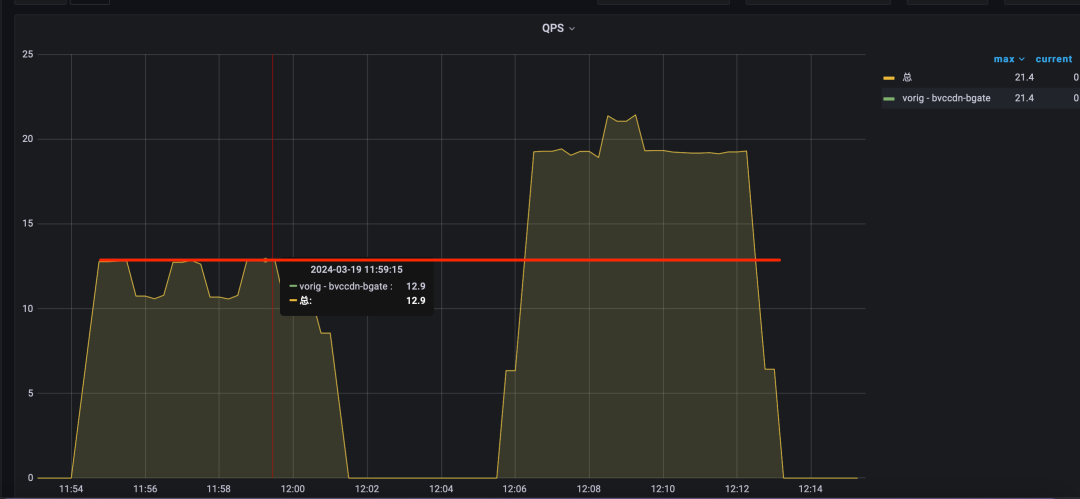 QPS
25
20
15
10
5
0
max current
总 21.4 0
vorig - bvccdn-bgate 21.4 0
2024-03-19 11:59:15
vorig - bvccdn-bgate : 12.9
总: 12.9
11:54 11:56 11:58 12:00 12:02 12:04 12:06 12:08 12:10 12:12 12:14